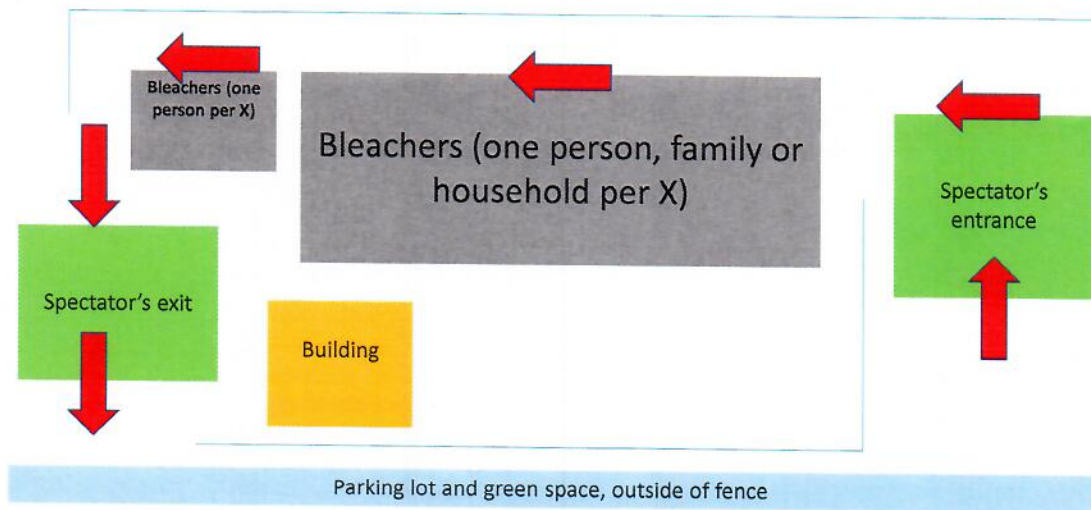 Bleachers (one
person per X)
Bleachers (one person, family or
household per X)
Spectator's
entrance
Spectator's exit
Building
Parking lot and green space, outside of fence